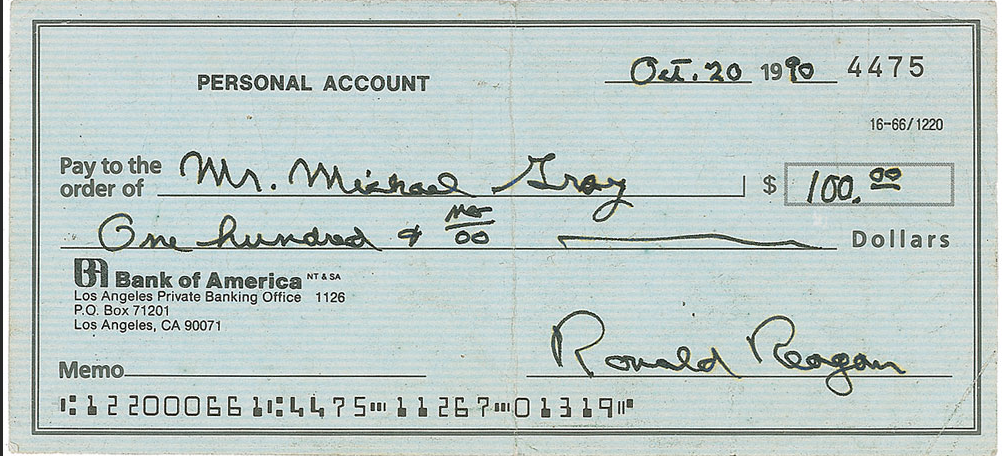 Oct. 20 1990 4475
PERSONAL ACCOUNT
16-66/1220
Pay to the
order of Mr. Michael Gray $ 100.00
One hundred & no/00 Dollars
BA Bank of America NT & SA
Los Angeles Private Banking Office 1126
P.O. Box 71201
Los Angeles, CA 90071
Ronald Reagan
Memo
⑆122000661⑆4475⑉11267⑉01319⑈